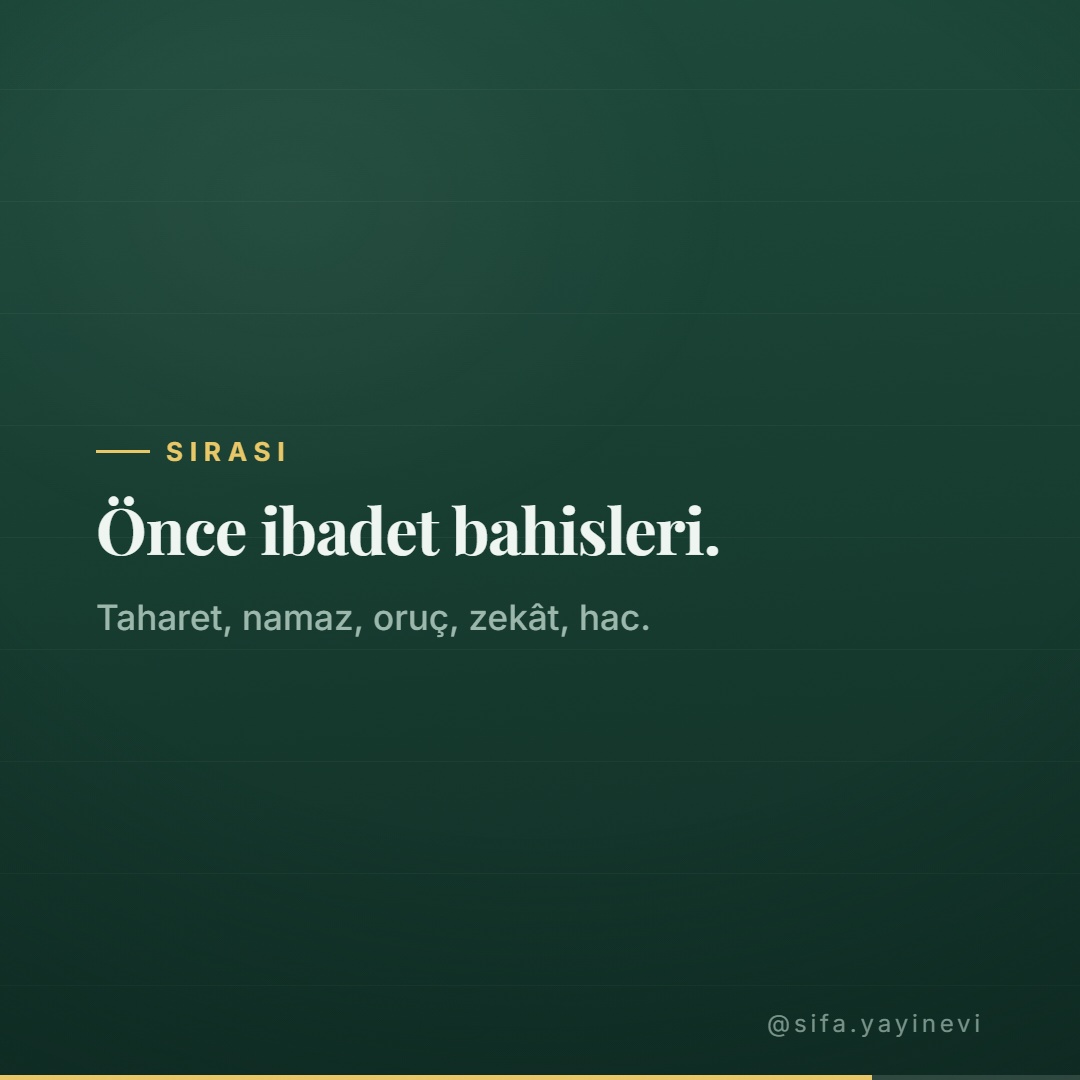 SIRASI
Önce ibadet bahisleri.
Taharet, namaz, oruç, zekât, hac.
@sifa.yayinevi